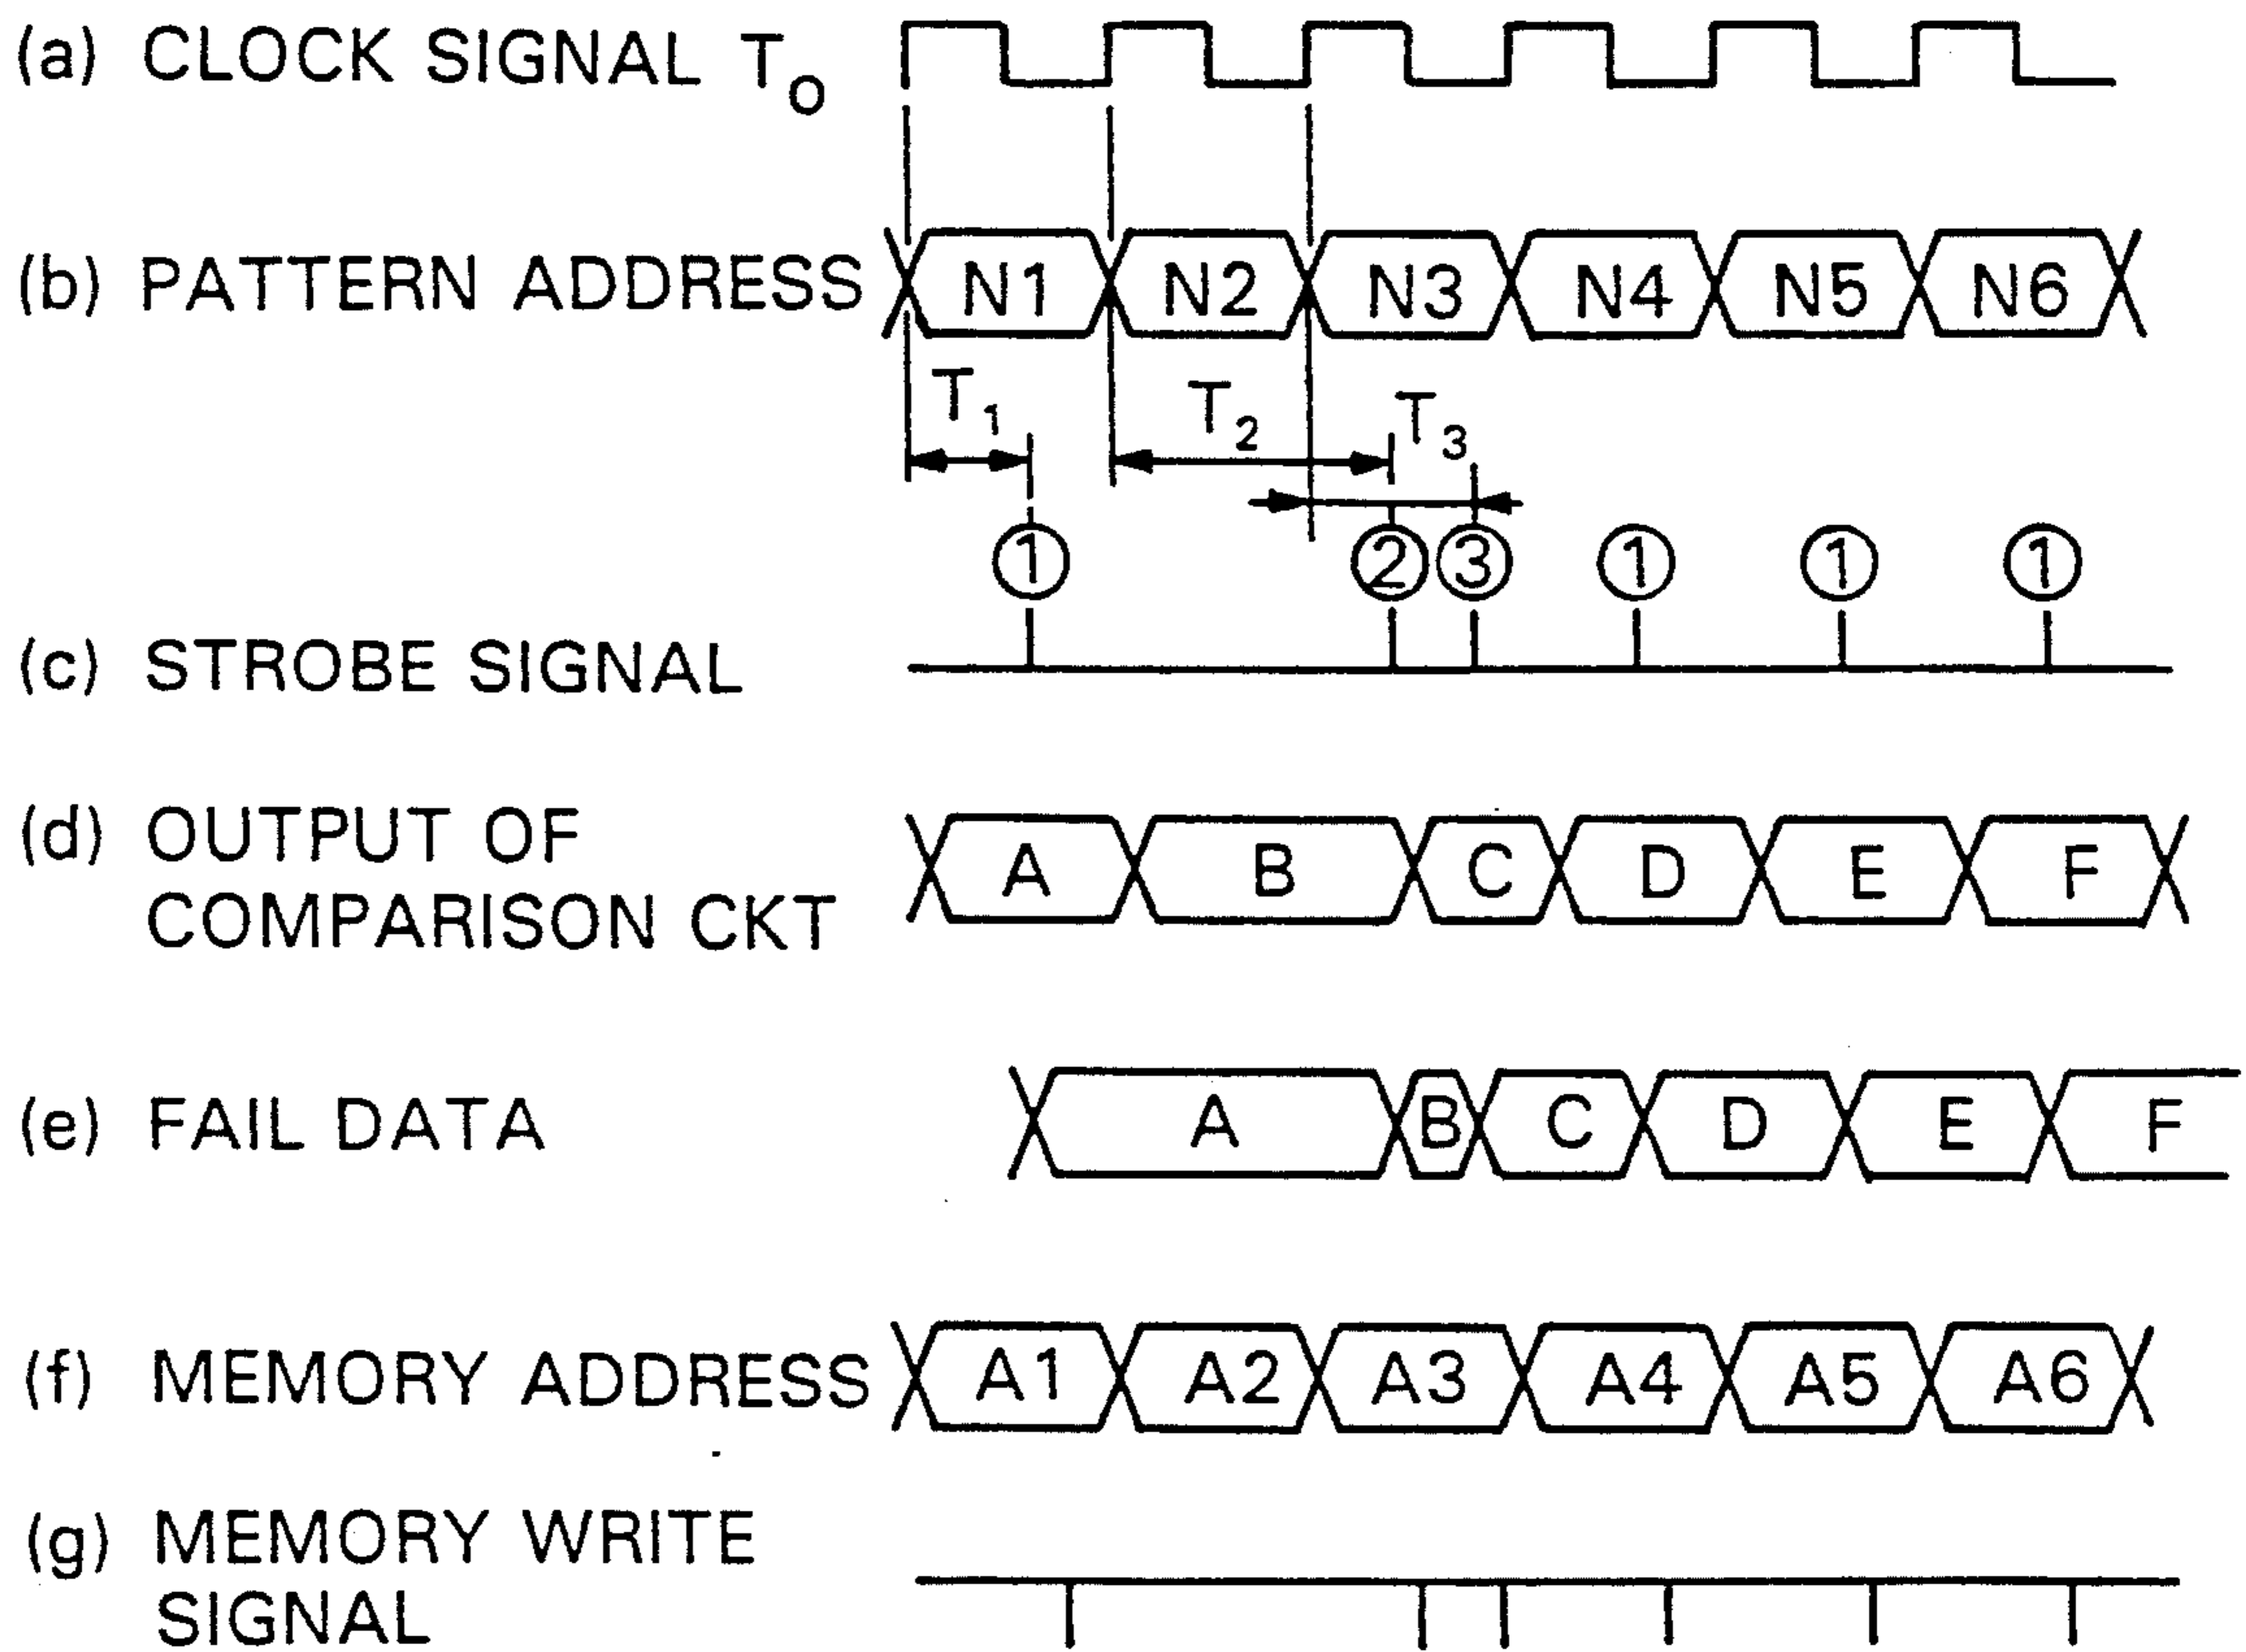 (a) CLOCK SIGNAL T0
(b) PATTERN ADDRESS N1 N2 N3 N4 N5 N6
T1 T2 T3
① ② ③ ① ① ①
(c) STROBE SIGNAL
(d) OUTPUT OF
COMPARISON CKT A B C D E F
(e) FAIL DATA A B C D E F
(f) MEMORY ADDRESS A1 A2 A3 A4 A5 A6
(g) MEMORY WRITE
SIGNAL